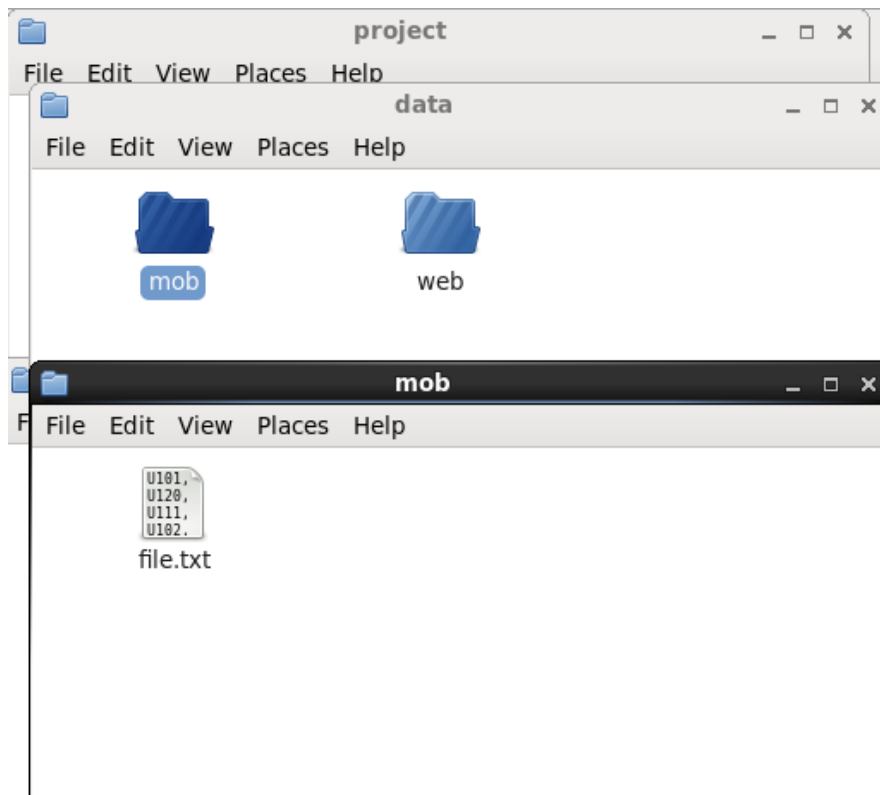 project
File Edit View Places Help
data
File Edit View Places Help
mob
web
mob
F
File Edit View Places Help
U101,
U120,
U111,
U102.
file.txt